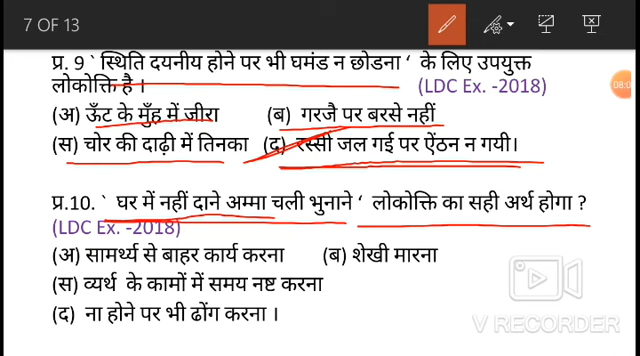 7 OF 13
प्र. 9 ` स्थिति दयनीय होने पर भी घमंड न छोडना ‘ के लिए उपयुक्त
लोकोक्ति है । (LDC Ex. -2018)
(अ) ऊँट के मुँह में जीरा (ब) गरजै पर बरसे नहीं
(स) चोर की दाढ़ी में तिनका (द) रस्सी जल गई पर ऐंठन न गयी।
प्र.10. ` घर में नहीं दाने अम्मा चली भुनाने ‘ लोकोक्ति का सही अर्थ होगा ?
(LDC Ex. -2018)
(अ) सामर्थ्य से बाहर कार्य करना (ब) शेखी मारना
(स) व्यर्थ के कामों में समय नष्ट करना
(द) ना होने पर भी ढोंग करना ।
V RECORDER